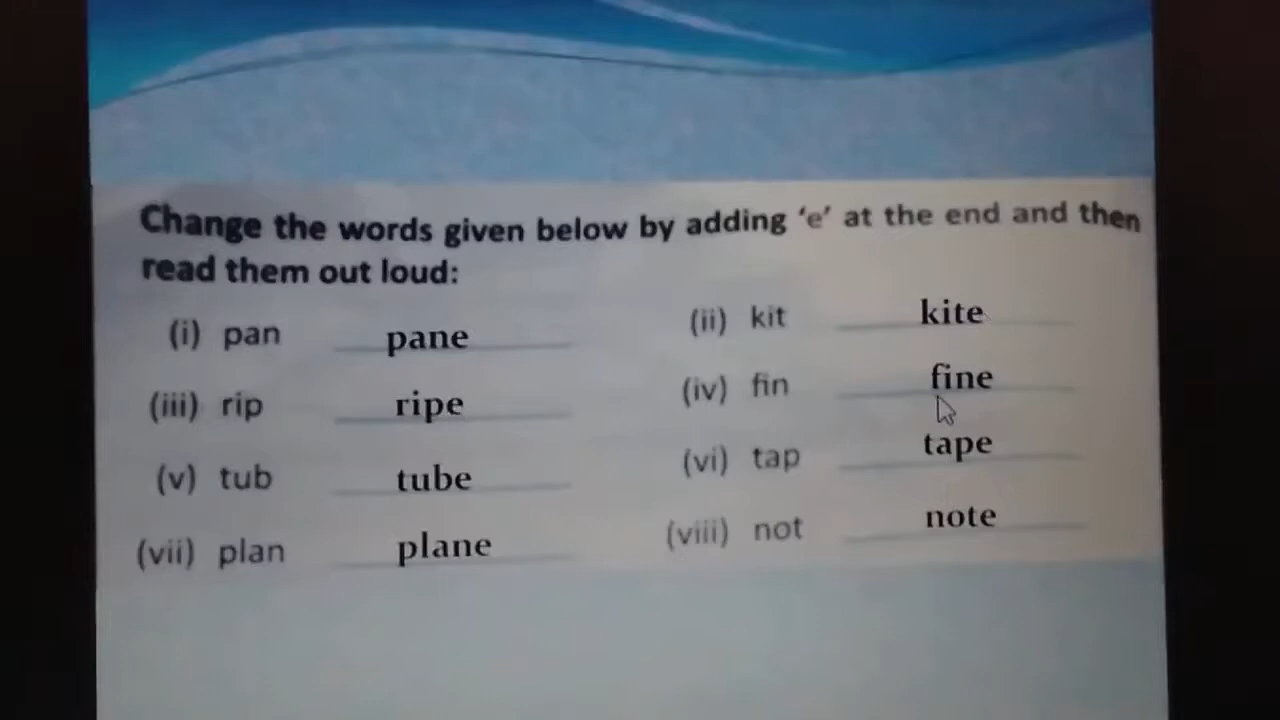 Change the words given below by adding ‘e’ at the end and then
read them out loud:
(i) pan pane (ii) kit kite
(iii) rip ripe (iv) fin fine
(v) tub tube (vi) tap tape
(vii) plan plane (viii) not note